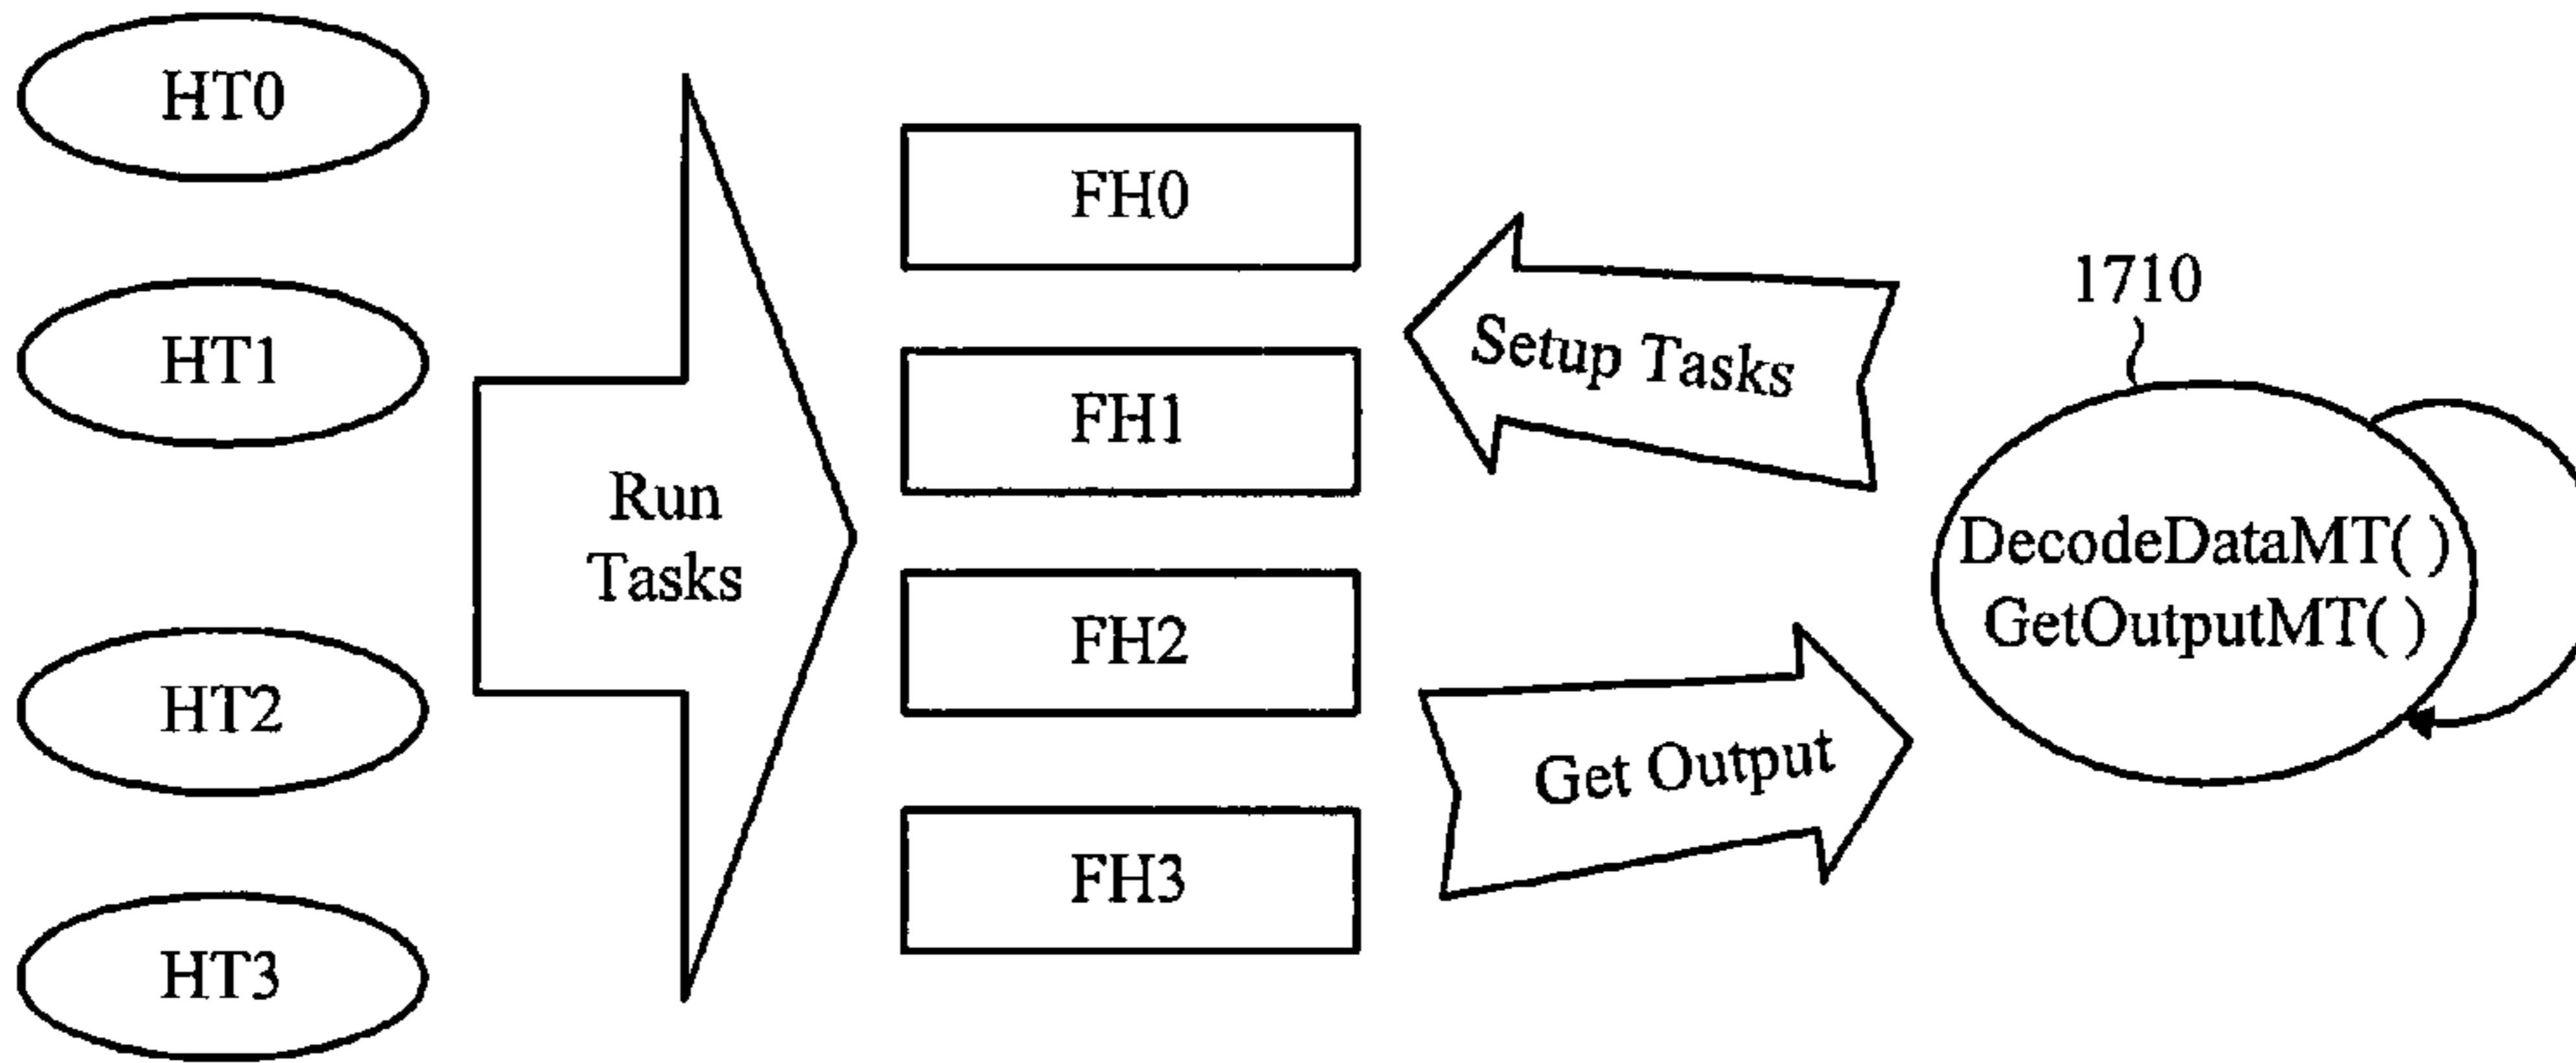 HT0
HT1
HT2
HT3
Run
Tasks
FH0
FH1
FH2
FH3
Setup Tasks
Get Output
1710
DecodeDataMT( )
GetOutputMT( )